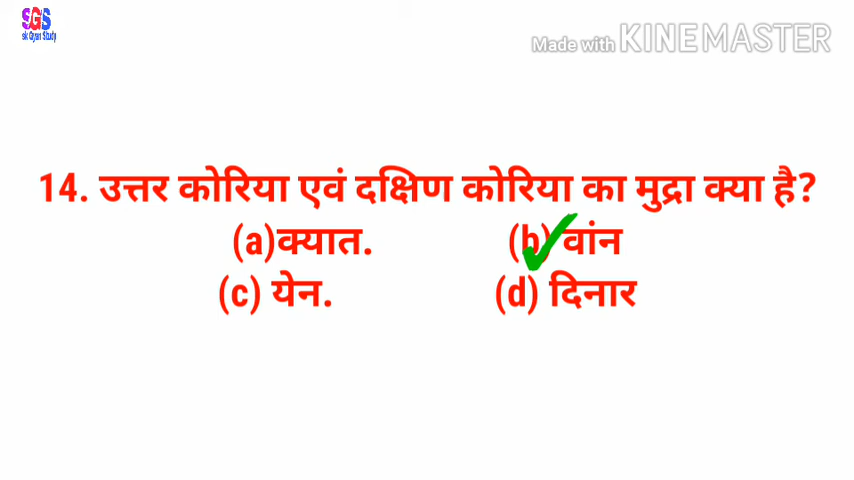 SGS
sk Gyan Study
Made with KINEMASTER
14. उत्तर कोरिया एवं दक्षिण कोरिया का मुद्रा क्या है?
(a)क्यात. (b) वांन
(c) येन. (d) दिनार